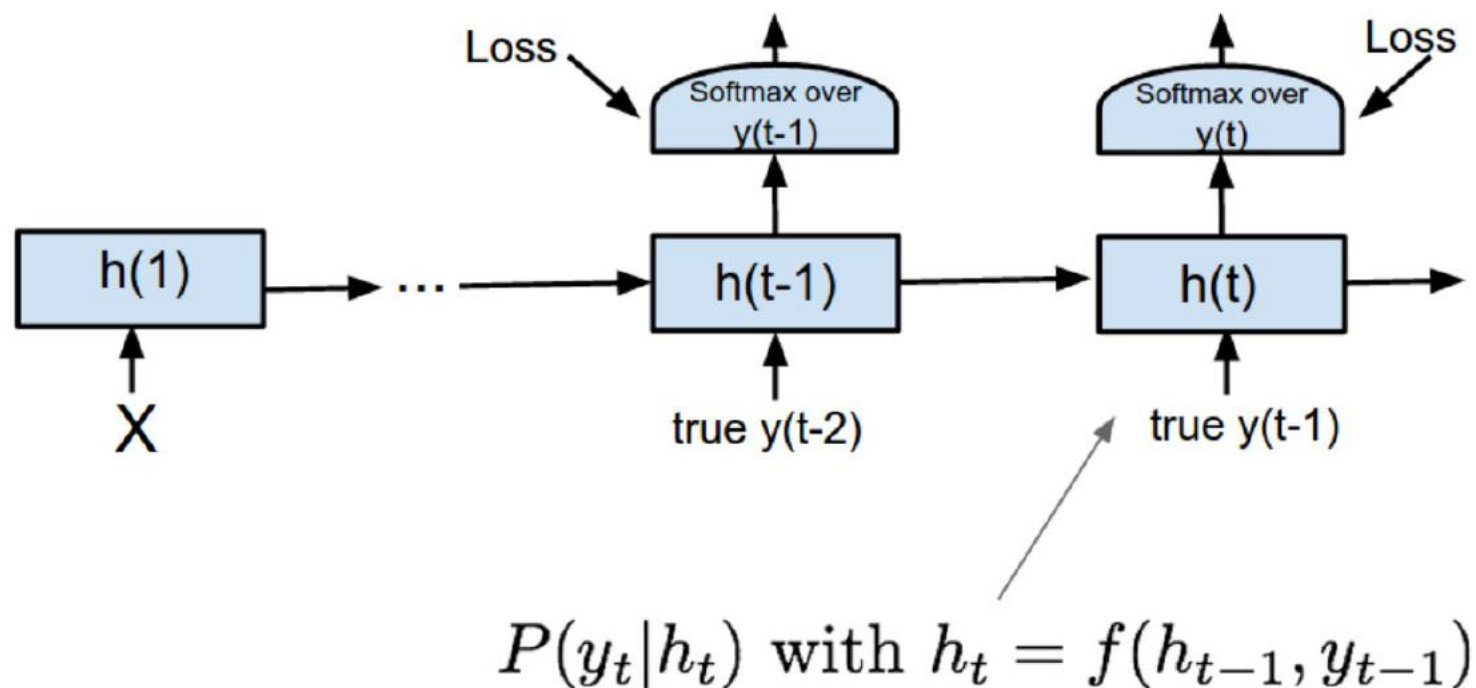 Loss
Softmax over
y(t-1)
Softmax over
y(t)
Loss
h(1)
...
h(t-1)
h(t)
X
true y(t-2)
true y(t-1)
P(y_t|h_t) with h_t = f(h_{t-1}, y_{t-1})